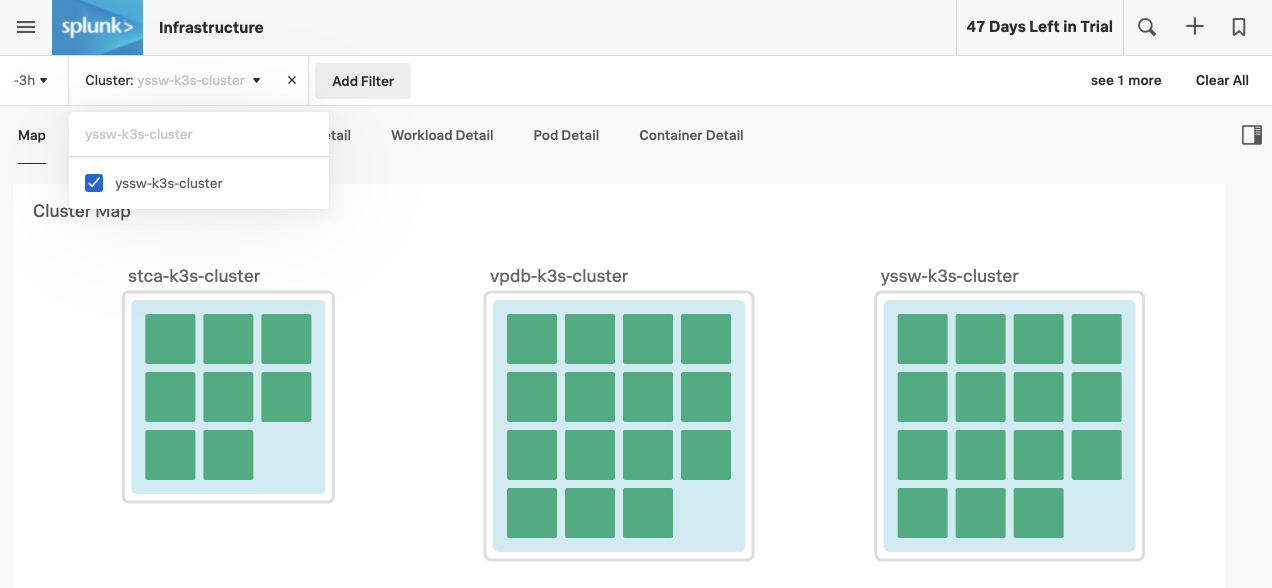 splunk> Infrastructure 47 Days Left in Trial
-3h Cluster: yssw-k3s-cluster Add Filter see 1 more Clear All
Map etail Workload Detail Pod Detail Container Detail
yssw-k3s-cluster
yssw-k3s-cluster
Cluster Map
stca-k3s-cluster vpdb-k3s-cluster yssw-k3s-cluster